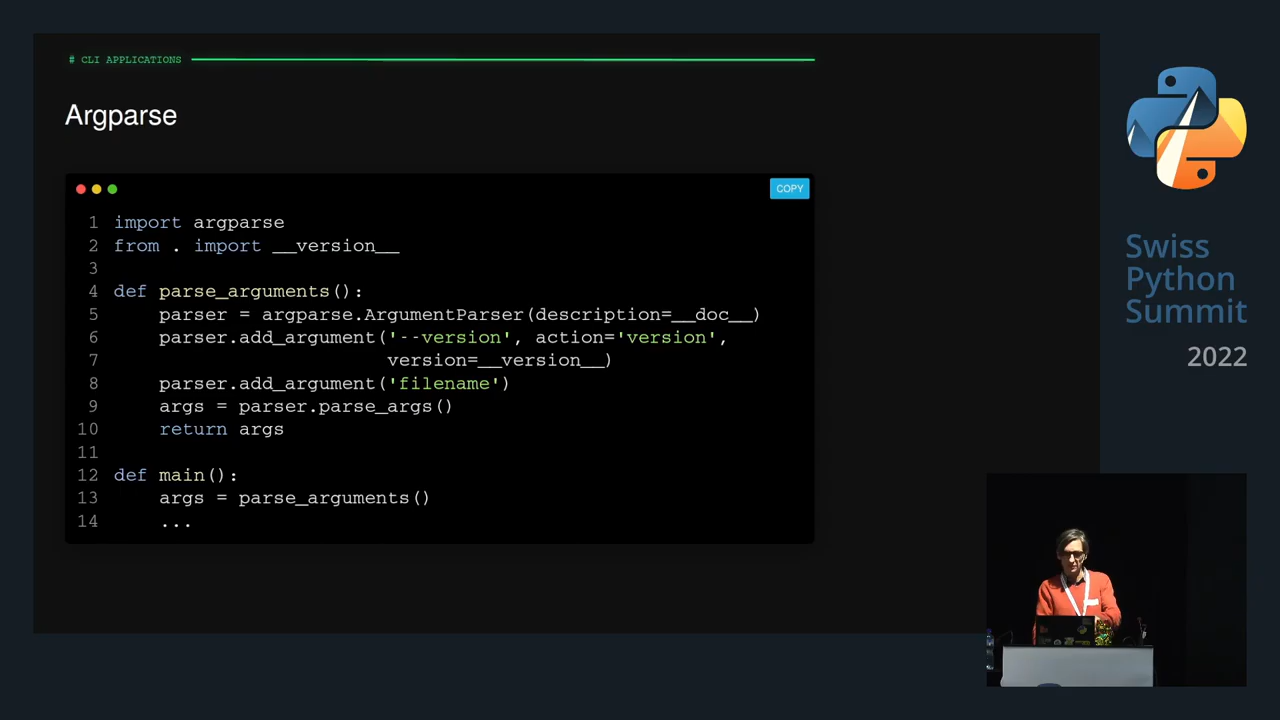 # CLI APPLICATIONS
Argparse
COPY
1 import argparse
2 from . import __version__
3
4 def parse_arguments():
5     parser = argparse.ArgumentParser(description=__doc__)
6     parser.add_argument('--version', action='version',
7                         version=__version__)
8     parser.add_argument('filename')
9     args = parser.parse_args()
10     return args
11
12 def main():
13     args = parse_arguments()
14     ...
Swiss
Python
Summit
2022